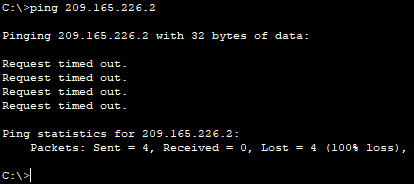 C:\>ping 209.165.226.2
Pinging 209.165.226.2 with 32 bytes of data:
Request timed out.
Request timed out.
Request timed out.
Request timed out.
Ping statistics for 209.165.226.2:
    Packets: Sent = 4, Received = 0, Lost = 4 (100% loss),
C:\>